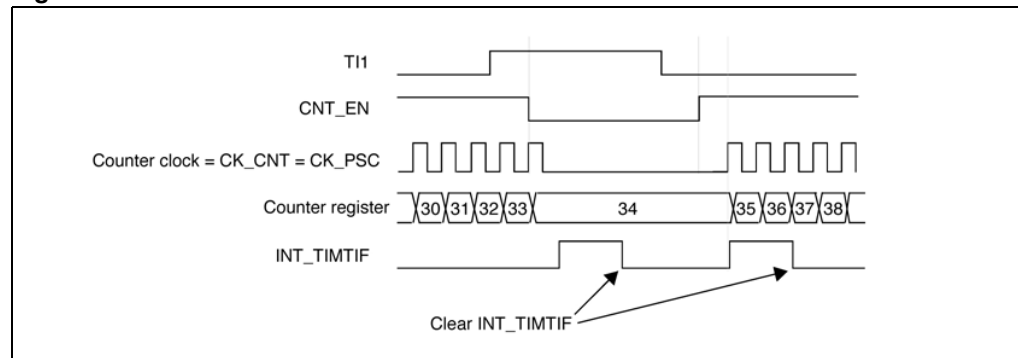 TI1
CNT_EN
Counter clock = CK_CNT = CK_PSC
Counter register 30 31 32 33 34 35 36 37 38
INT_TIMTIF
Clear INT_TIMTIF